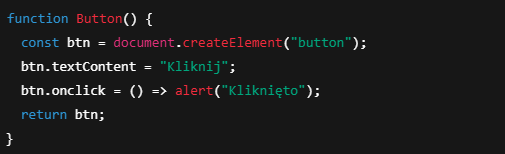 function Button() {
  const btn = document.createElement("button");
  btn.textContent = "Kliknij";
  btn.onclick = () => alert("Kliknięto");
  return btn;
}